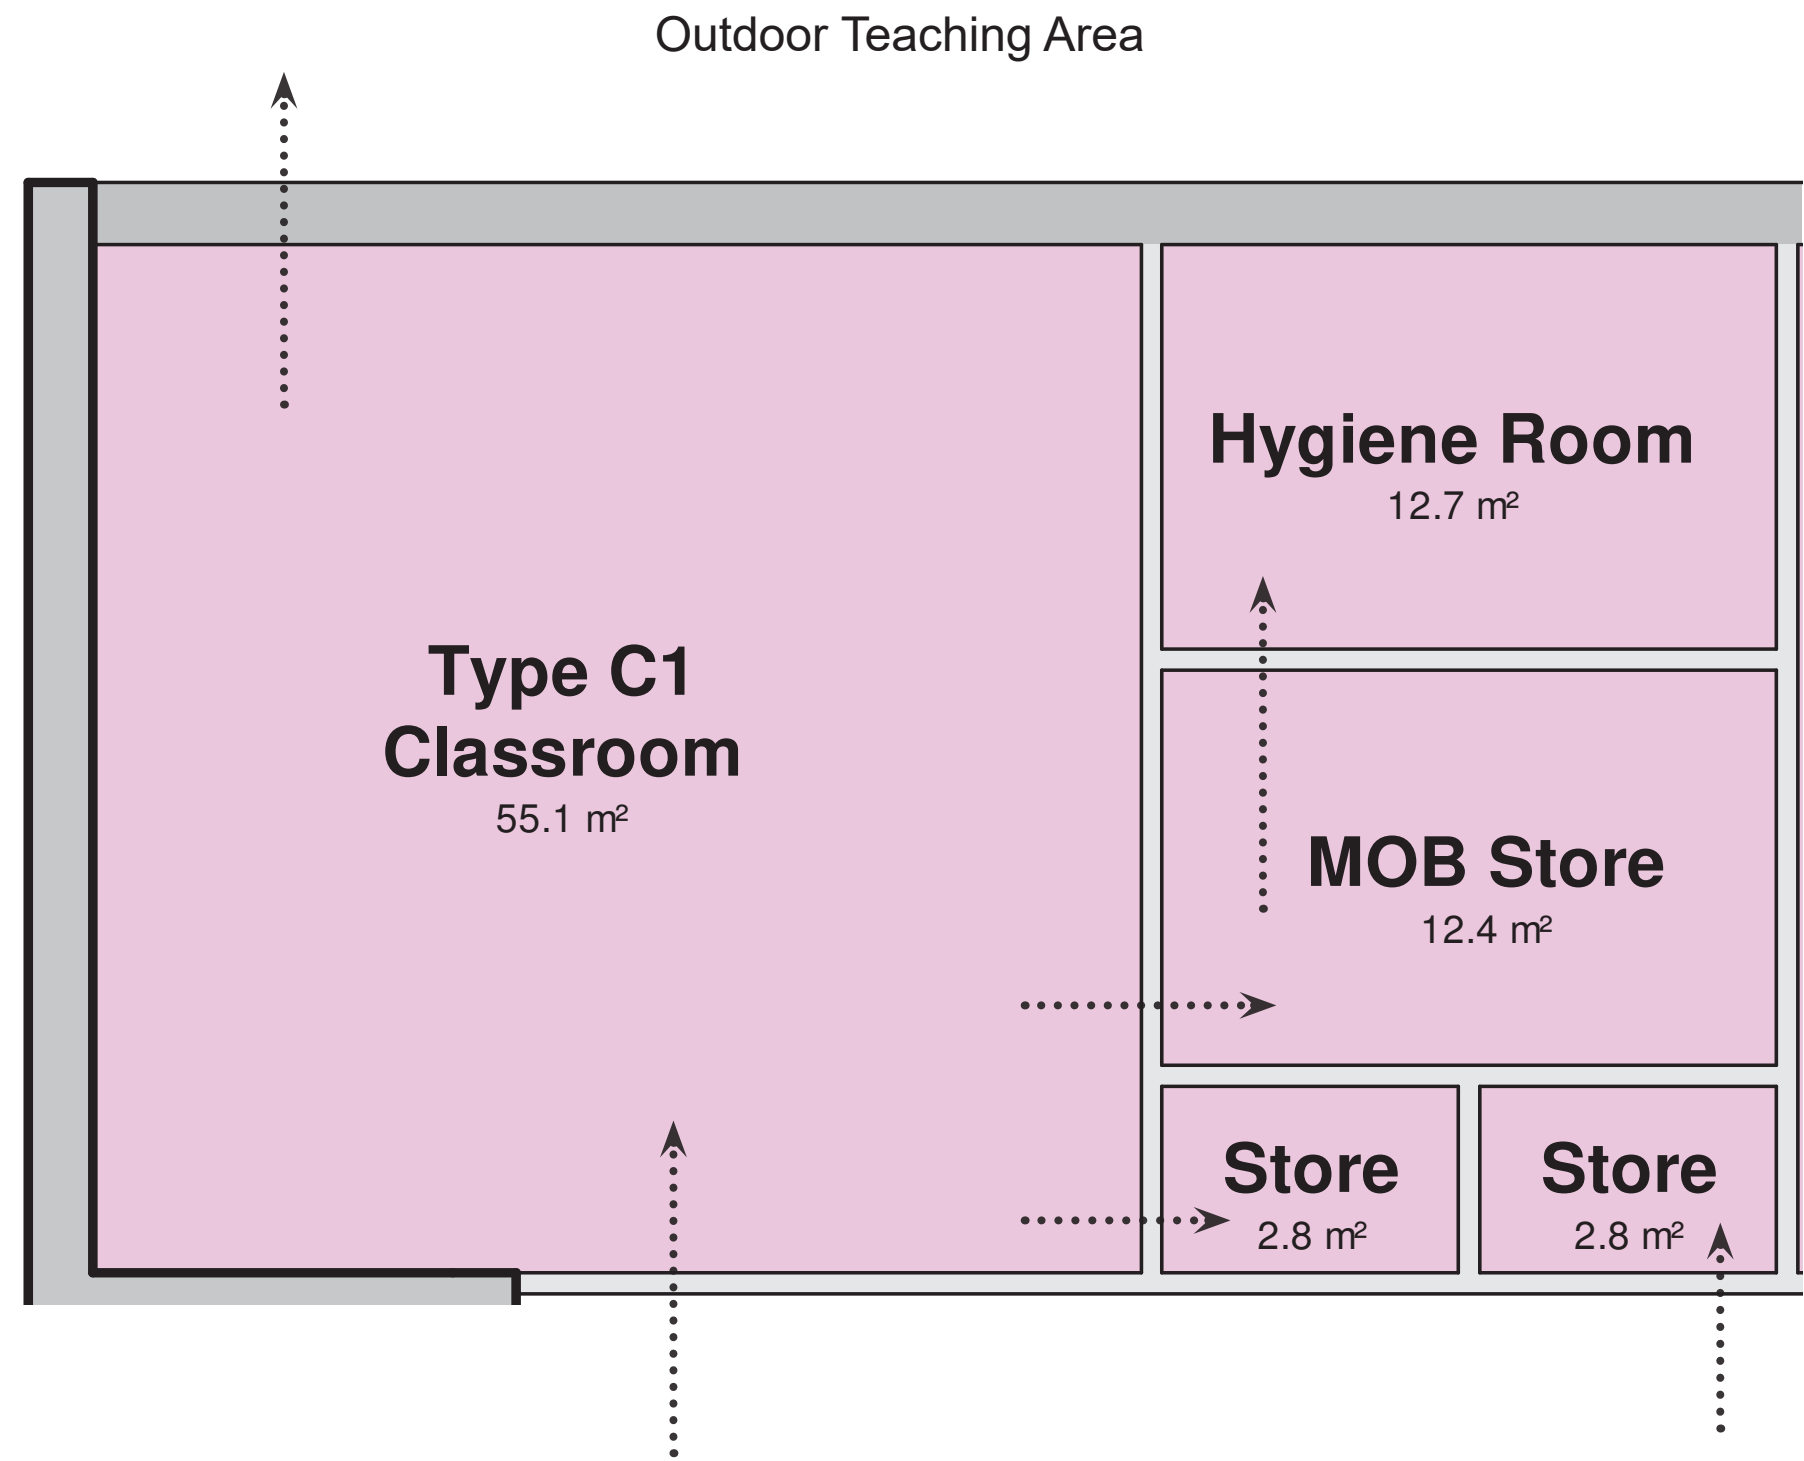 Outdoor Teaching Area
Type C1
Classroom
55.1 m²
Hygiene Room
12.7 m²
MOB Store
12.4 m²
Store
2.8 m²
Store
2.8 m²